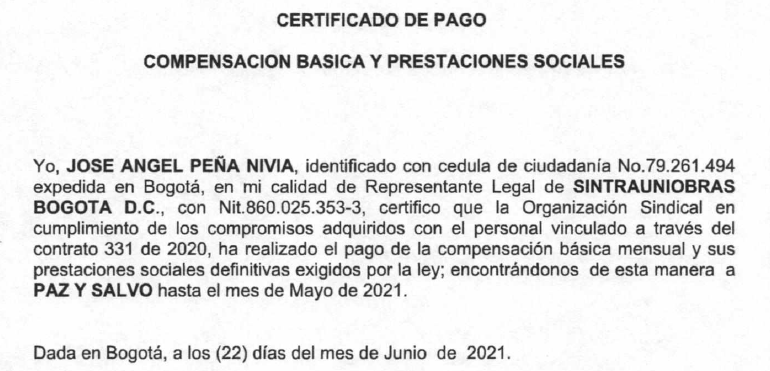 CERTIFICADO DE PAGO
COMPENSACION BASICA Y PRESTACIONES SOCIALES
Yo, JOSE ANGEL PEÑA NIVIA, identificado con cedula de ciudadanía No.79.261.494
expedida en Bogotá, en mi calidad de Representante Legal de SINTRAUNIOBRAS
BOGOTA D.C., con Nit.860.025.353-3, certifico que la Organización Sindical en
cumplimiento de los compromisos adquiridos con el personal vinculado a través del
contrato 331 de 2020, ha realizado el pago de la compensación básica mensual y sus
prestaciones sociales definitivas exigidos por la ley; encontrándonos de esta manera a
PAZ Y SALVO hasta el mes de Mayo de 2021.
Dada en Bogotá, a los (22) días del mes de Junio de 2021.